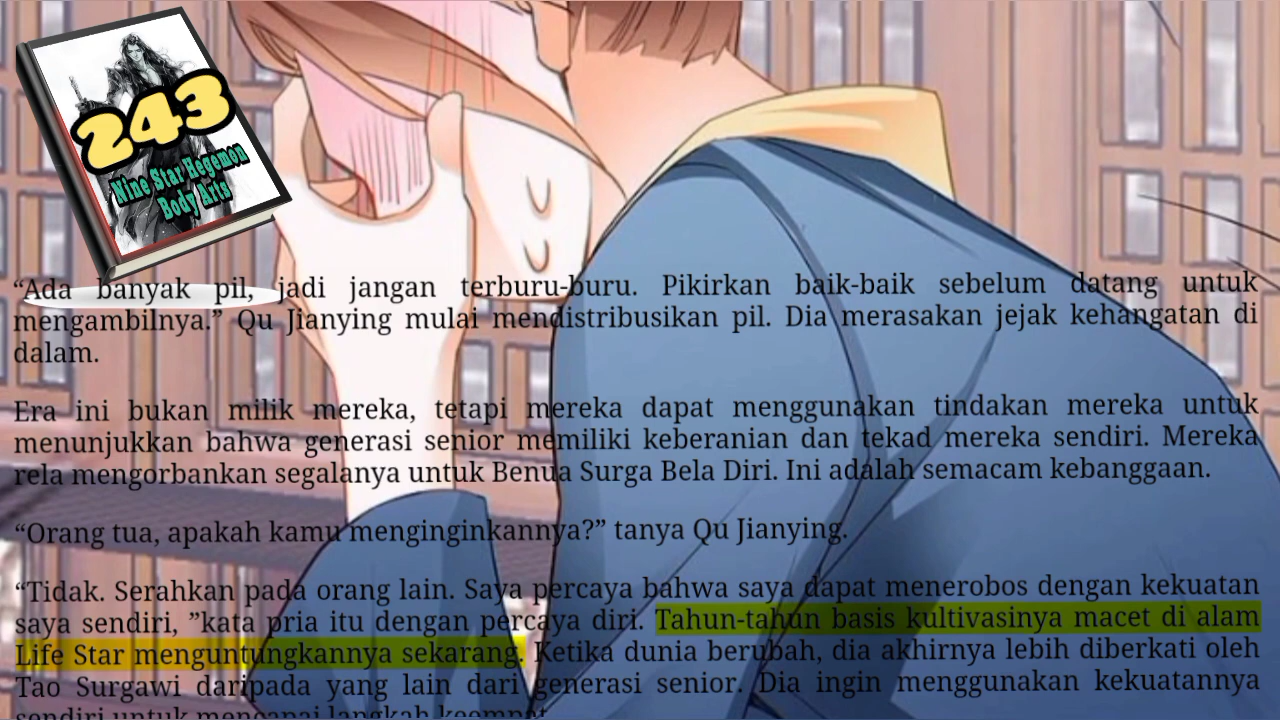 243
Nine Star Hegemon
Body Arts
“Ada banyak pil, jadi jangan terburu-buru. Pikirkan baik-baik sebelum datang untuk
mengambilnya.” Qu Jianying mulai mendistribusikan pil. Dia merasakan jejak kehangatan di
dalam.
Era ini bukan milik mereka, tetapi mereka dapat menggunakan tindakan mereka untuk
menunjukkan bahwa generasi senior memiliki keberanian dan tekad mereka sendiri. Mereka
rela mengorbankan segalanya untuk Benua Surga Bela Diri. Ini adalah semacam kebanggaan.
“Orang tua, apakah kamu menginginkannya?” tanya Qu Jianying.
“Tidak. Serahkan pada orang lain. Saya percaya bahwa saya dapat menerobos dengan kekuatan
saya sendiri, ”kata pria itu dengan percaya diri. Tahun-tahun basis kultivasinya macet di alam
Life Star menguntungkannya sekarang. Ketika dunia berubah, dia akhirnya lebih diberkati oleh
Tao Surgawi daripada yang lain dari generasi senior. Dia ingin menggunakan kekuatannya
sendiri untuk mencapai langkah keempat